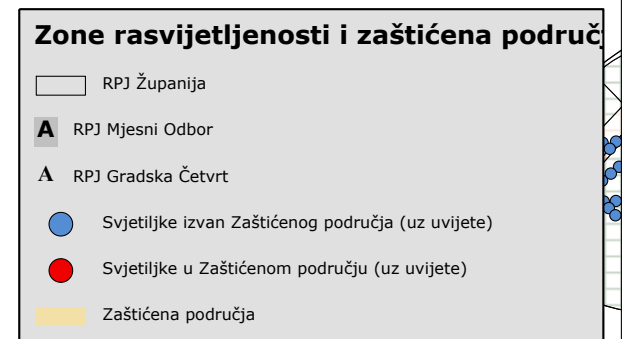 Zone rasvijetljenosti i zaštićena područj
RPJ Županija
A RPJ Mjesni Odbor
A RPJ Gradska Četvrt
Svjetiljke izvan Zaštićenog područja (uz uvijete)
Svjetiljke u Zaštićenom području (uz uvijete)
Zaštićena područja